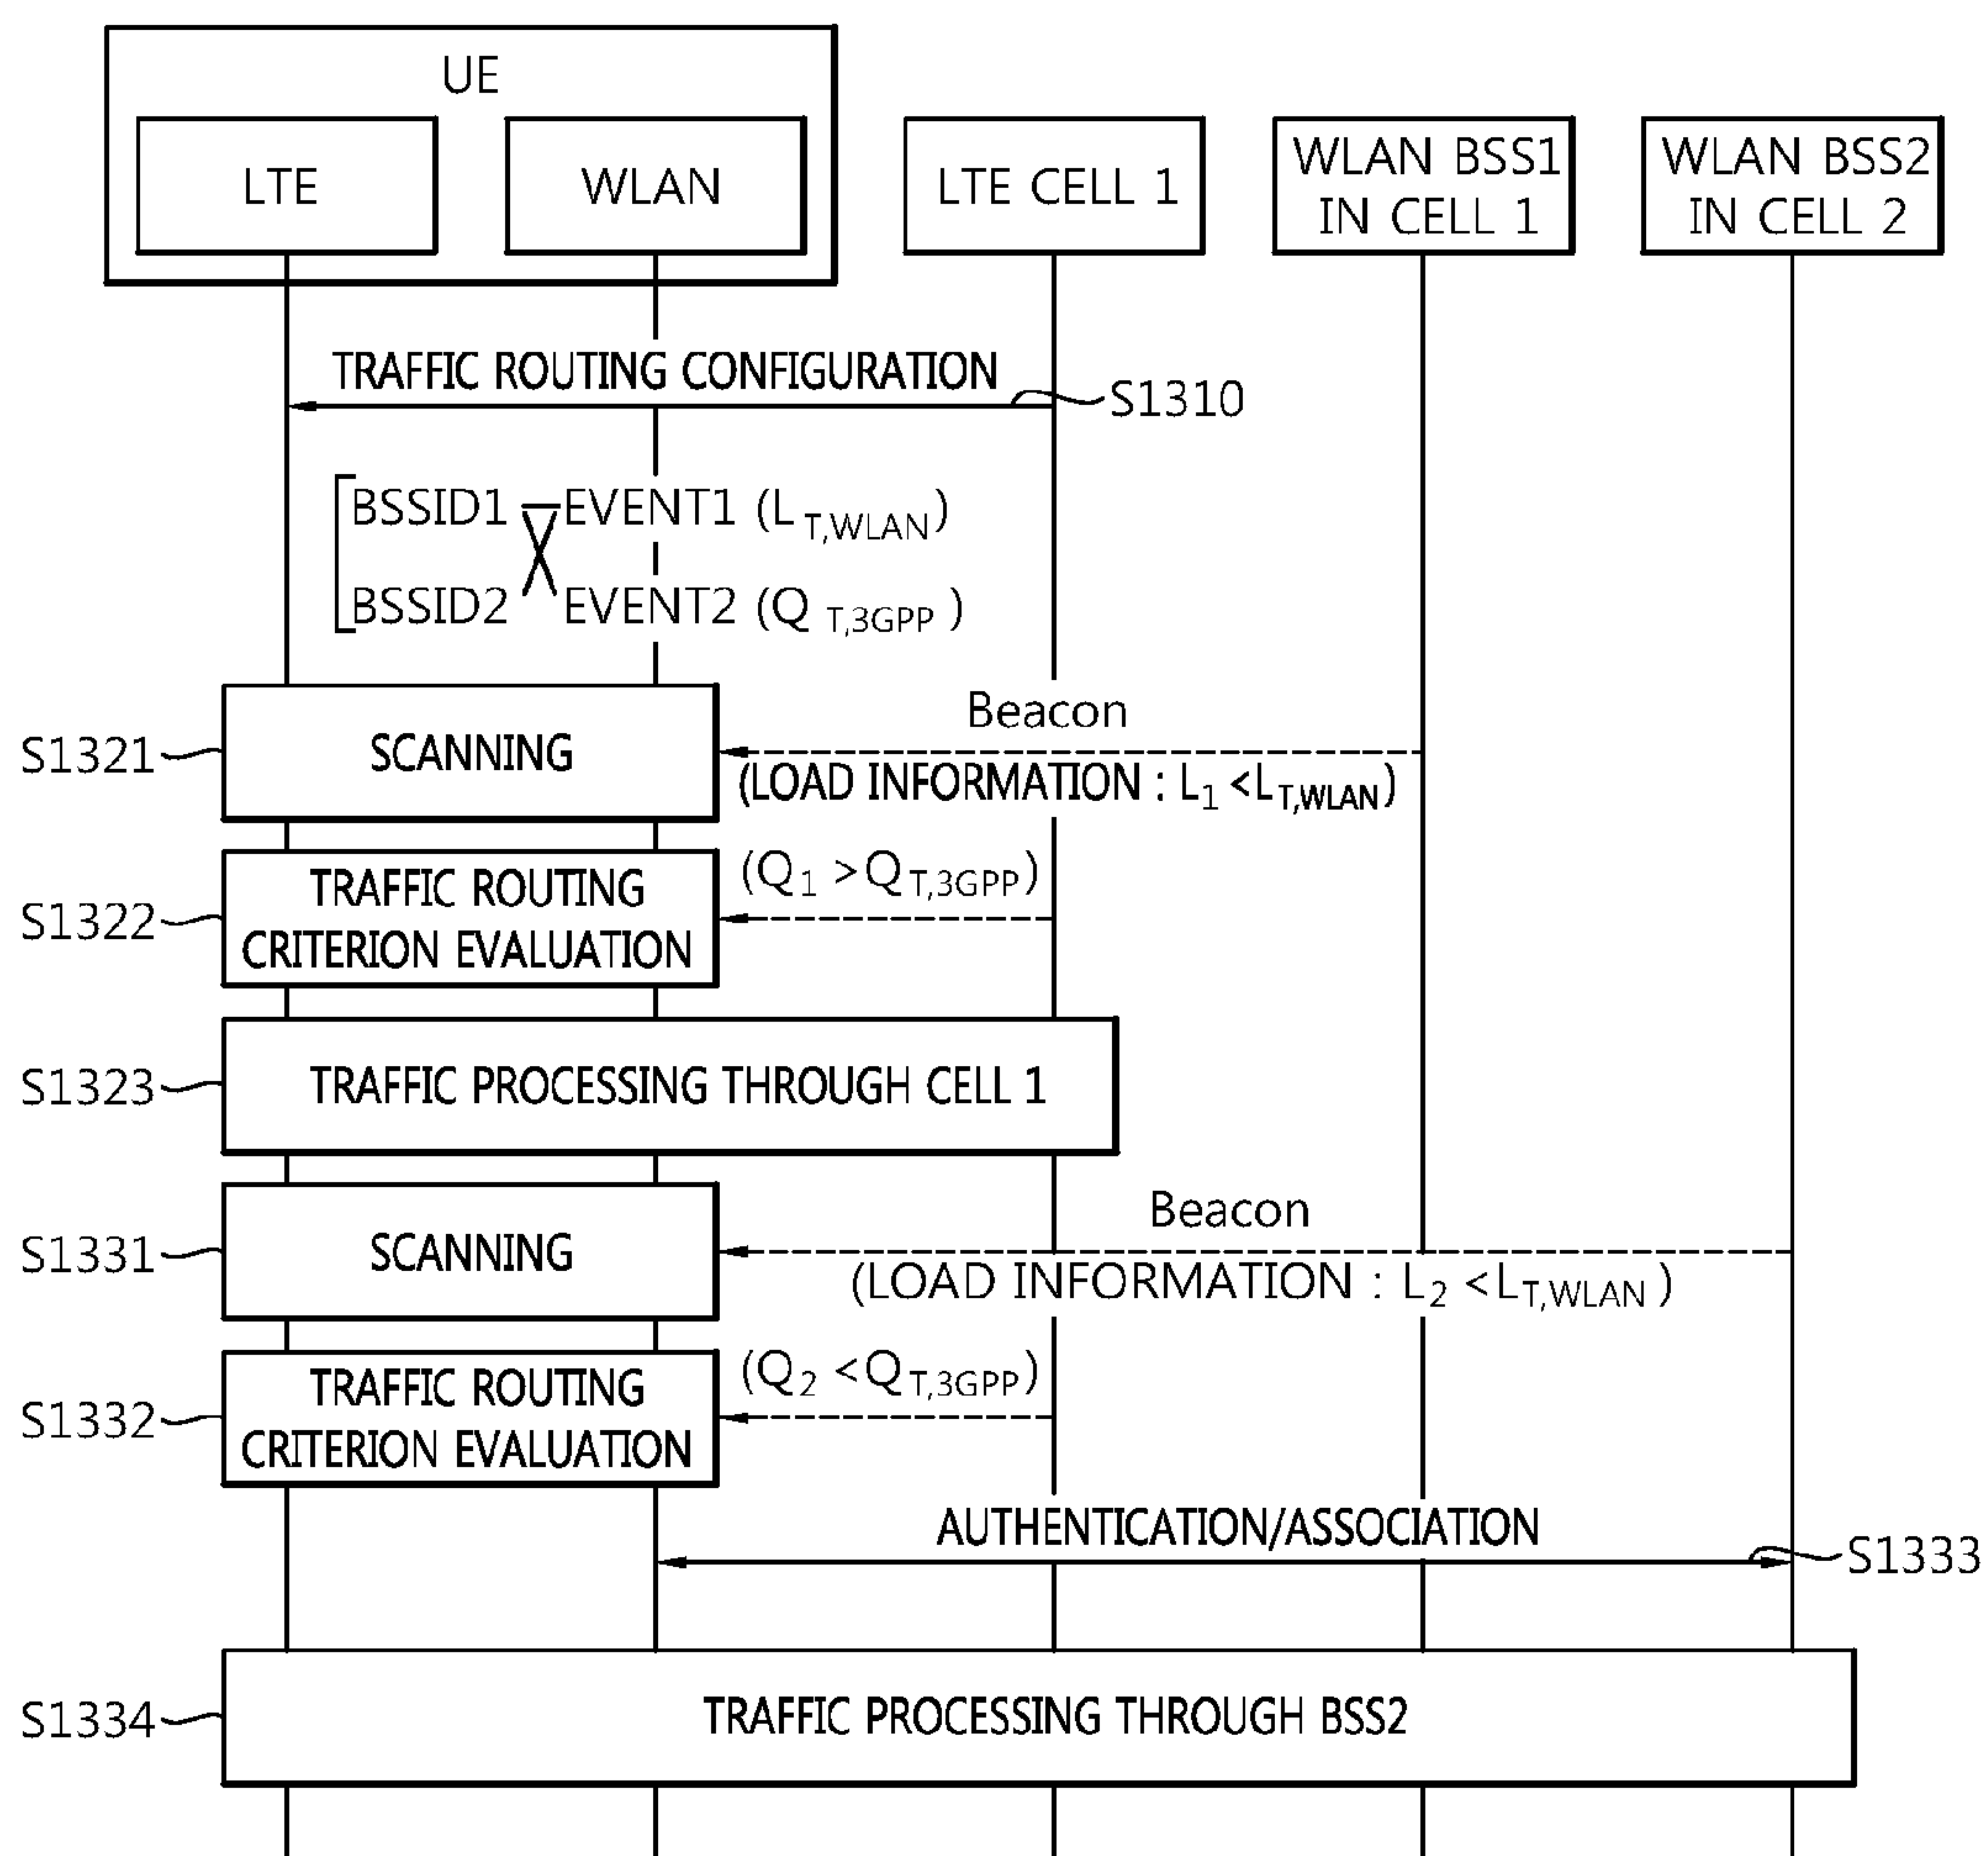 UE
LTE
WLAN
LTE CELL 1
WLAN BSS1
IN CELL 1
WLAN BSS2
IN CELL 2
TRAFFIC ROUTING CONFIGURATION
S1310
BSSID1 EVENT1 (L T,WLAN)
BSSID2 EVENT2 (Q T,3GPP )
S1321
SCANNING
Beacon
(LOAD INFORMATION : L1 <LT,WLAN)
S1322
TRAFFIC ROUTING
CRITERION EVALUATION
(Q1 >QT,3GPP)
S1323
TRAFFIC PROCESSING THROUGH CELL 1
S1331
SCANNING
Beacon
(LOAD INFORMATION : L2 <LT,WLAN )
S1332
TRAFFIC ROUTING
CRITERION EVALUATION
(Q2 <QT,3GPP)
AUTHENTICATION/ASSOCIATION
S1333
S1334
TRAFFIC PROCESSING THROUGH BSS2